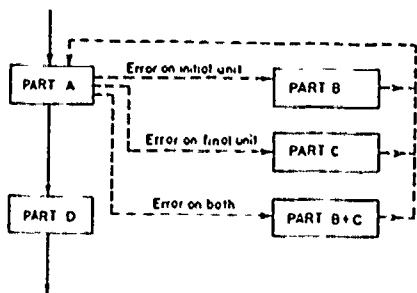 Error on initial unit
PART A
PART B
Error on final unit
PART C
PART D
Error on both
PART B+C